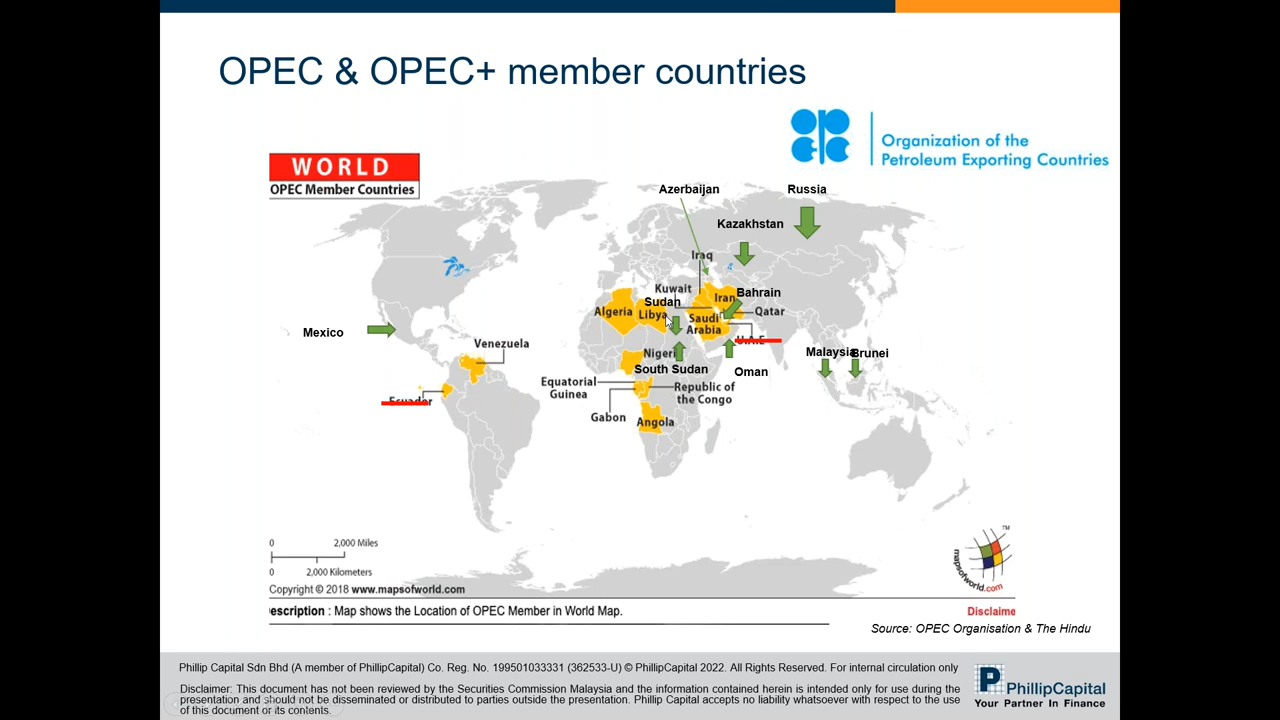 OPEC & OPEC+ member countries
Organization of the
Petroleum Exporting Countries
WORLD
OPEC Member Countries
Azerbaijan
Russia
Kazakhstan
Iraq
Kuwait
Bahrain
Sudan
Iran
Algeria
Libya
Qatar
Saudi
Arabia
Mexico
U.A.E
Venezuela
Nigeri
Malaysia
Brunei
South Sudan
Oman
Equatorial
Guinea
Republic of
the Congo
Ecuador
Gabon
Angola
0 2,000 Miles
0 2,000 Kilometers
Copyright © 2018 www.mapsofworld.com
mapsofworld.com
TM
escription : Map shows the Location of OPEC Member in World Map.
Disclaime
Source: OPEC Organisation & The Hindu
Phillip Capital Sdn Bhd (A member of PhillipCapital) Co. Reg. No. 199501033331 (362533-U) © PhillipCapital 2022. All Rights Reserved. For internal circulation only
Disclaimer: This document has not been reviewed by the Securities Commission Malaysia and the information contained herein is intended only for use during the
presentation and should not be disseminated or distributed to parties outside the presentation. Phillip Capital accepts no liability whatsoever with respect to the use
of this document or its contents.
PhillipCapital
Your Partner In Finance